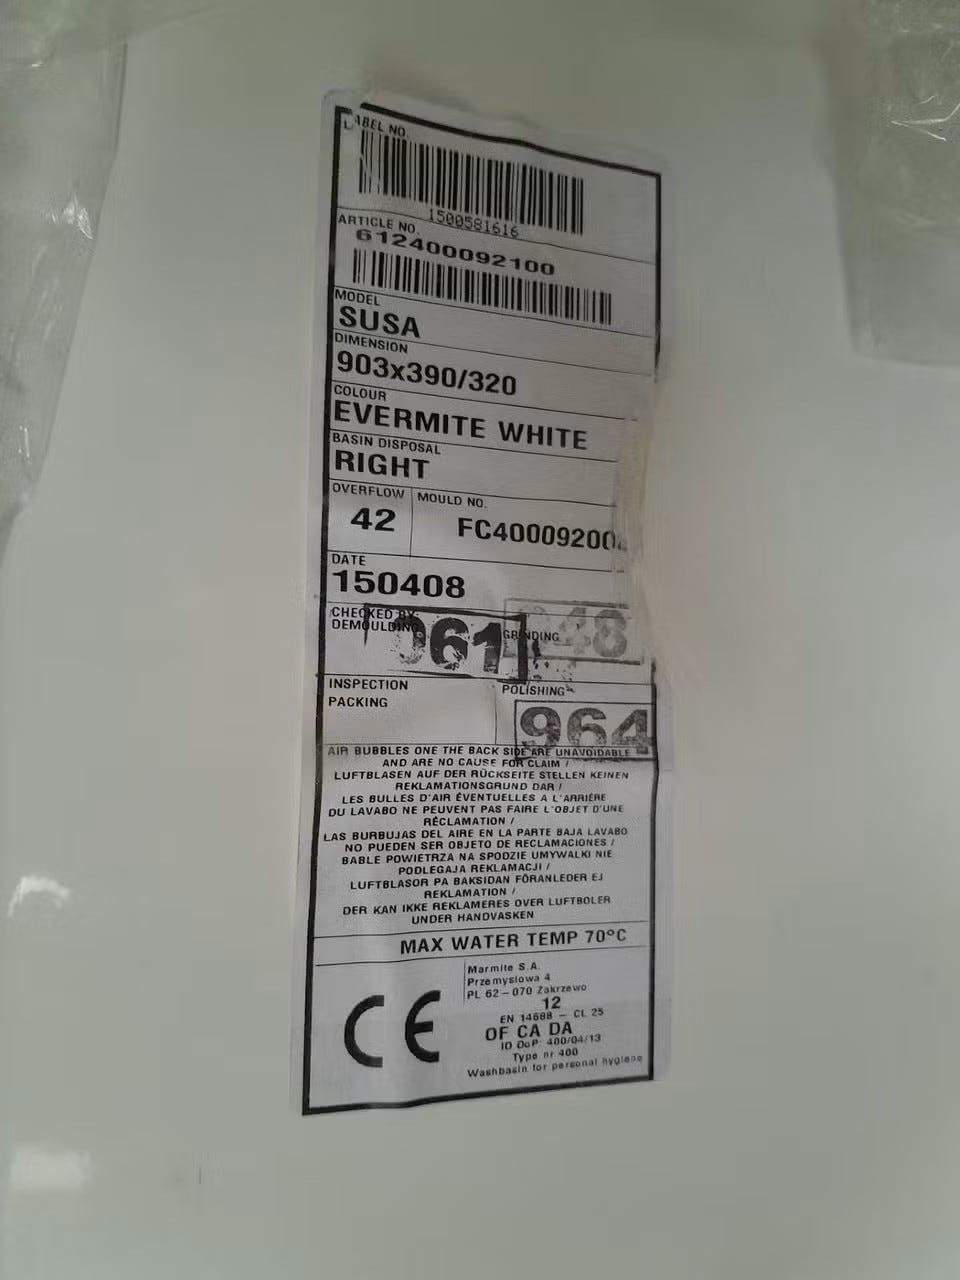 LABEL NO.
1500581616
ARTICLE NO.
612400092100
MODEL
SUSA
DIMENSION
903x390/320
COLOUR
EVERMITE WHITE
BASIN DISPOSAL
RIGHT
OVERFLOW MOULD NO.
42
DATE
150408
CHECKED BY:
DEMOULDING GRINDING
061
INSPECTION POLISHING
PACKING
964
AIR BUBBLES ONE THE BACK SIDE ARE UNAVOIDABLE
AND ARE NO CAUSE FOR CLAIM /
LUFTBLASEN AUF DER RÜCKSEITE STELLEN KEINEN
REKLAMATIONSGRUND DAR /
LES BULLES D'AIR ÉVENTUELLES A L'ARRIÈRE
DU LAVABO NE PEUVENT PAS FAIRE L'OBJET D'UNE
RÉCLAMATION /
LAS BURBUJAS DEL AIRE EN LA PARTE BAJA LAVABO
NO PUEDEN SER OBJETO DE RECLAMACIONES /
BABLE POWIETRZA NA SPODZIE UMYWALKI NIE
PODLEGAJA REKLAMACJI /
LUFTBLASOR PA BAKSIDAN FÖRANLEDER EJ
REKLAMATION /
DER KAN IKKE REKLAMERES OVER LUFTBOLER
UNDER HANDVASKEN
MAX WATER TEMP 70°C
CE
Marmite S.A.
Przemyslowa 4
PL 62-070 Zakrzewo
12
EN 14688 - CL 25
OF CA DA
ID DoP: 400/04/13
Type nr 400
Washbasin for personal hygiene